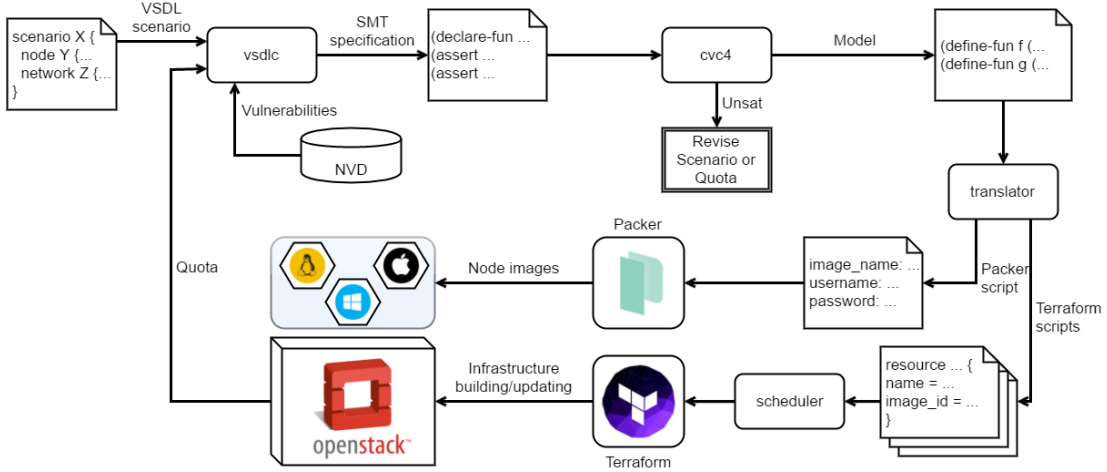 VSDL
scenario
scenario X {
node Y {...
network Z {...
}
vsdlc
SMT
specification
(declare-fun ...
(assert ...
(assert ...
cvc4
Model
(define-fun f (...
(define-fun g (...
Vulnerabilities
NVD
Unsat
Revise
Scenario or
Quota
translator
Quota
Node images
Packer
image_name: ...
username: ...
password: ...
Packer
script
Terraform
scripts
openstack™
Infrastructure
building/updating
Terraform
scheduler
resource ... {
name = ...
image_id = ...
}